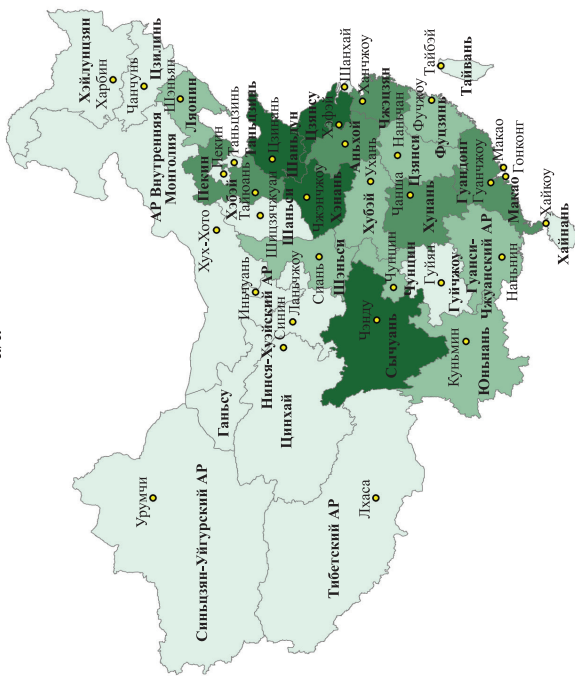 Хэйлунцзян
Харбин
Чанчунь
Цзилинь
Шэньян
Ляонин
АР Внутренняя
Монголия
Пекин
Пекин
Тяньцзинь
Тяньцзинь
Хэбэй
Тайюань
Шицзячжуан
Шаньси
Цзинань
Шаньдун
Цзянсу
Хэфэй
Аньхой
Шанхай
Ханчжоу
Чжэцзян
Чжэнчжоу
Хэнань
Хух-Хото
Иньчуань
Нинся-Хуэйский АР
Синин
Ланьчжоу
Сиань
Шэньси
Ганьсу
Цинхай
Урумчи
Синьцзян-Уйгурский АР
Лхаса
Тибетский АР
Чэнду
Сычуань
Чунцин
Чунцин
Хубэй
Ухань
Чанша
Хунань
Наньчан
Цзянси
Фучжоу
Фуцзянь
Тайбэй
Тайвань
Гуйян
Гуйчжоу
Куньмин
Юньнань
Гуанси-
Чжуанский АР
Наньнин
Гуандонг
Гуанчжоу
Макао
Макао
Гонконг
Хайкоу
Хайнань